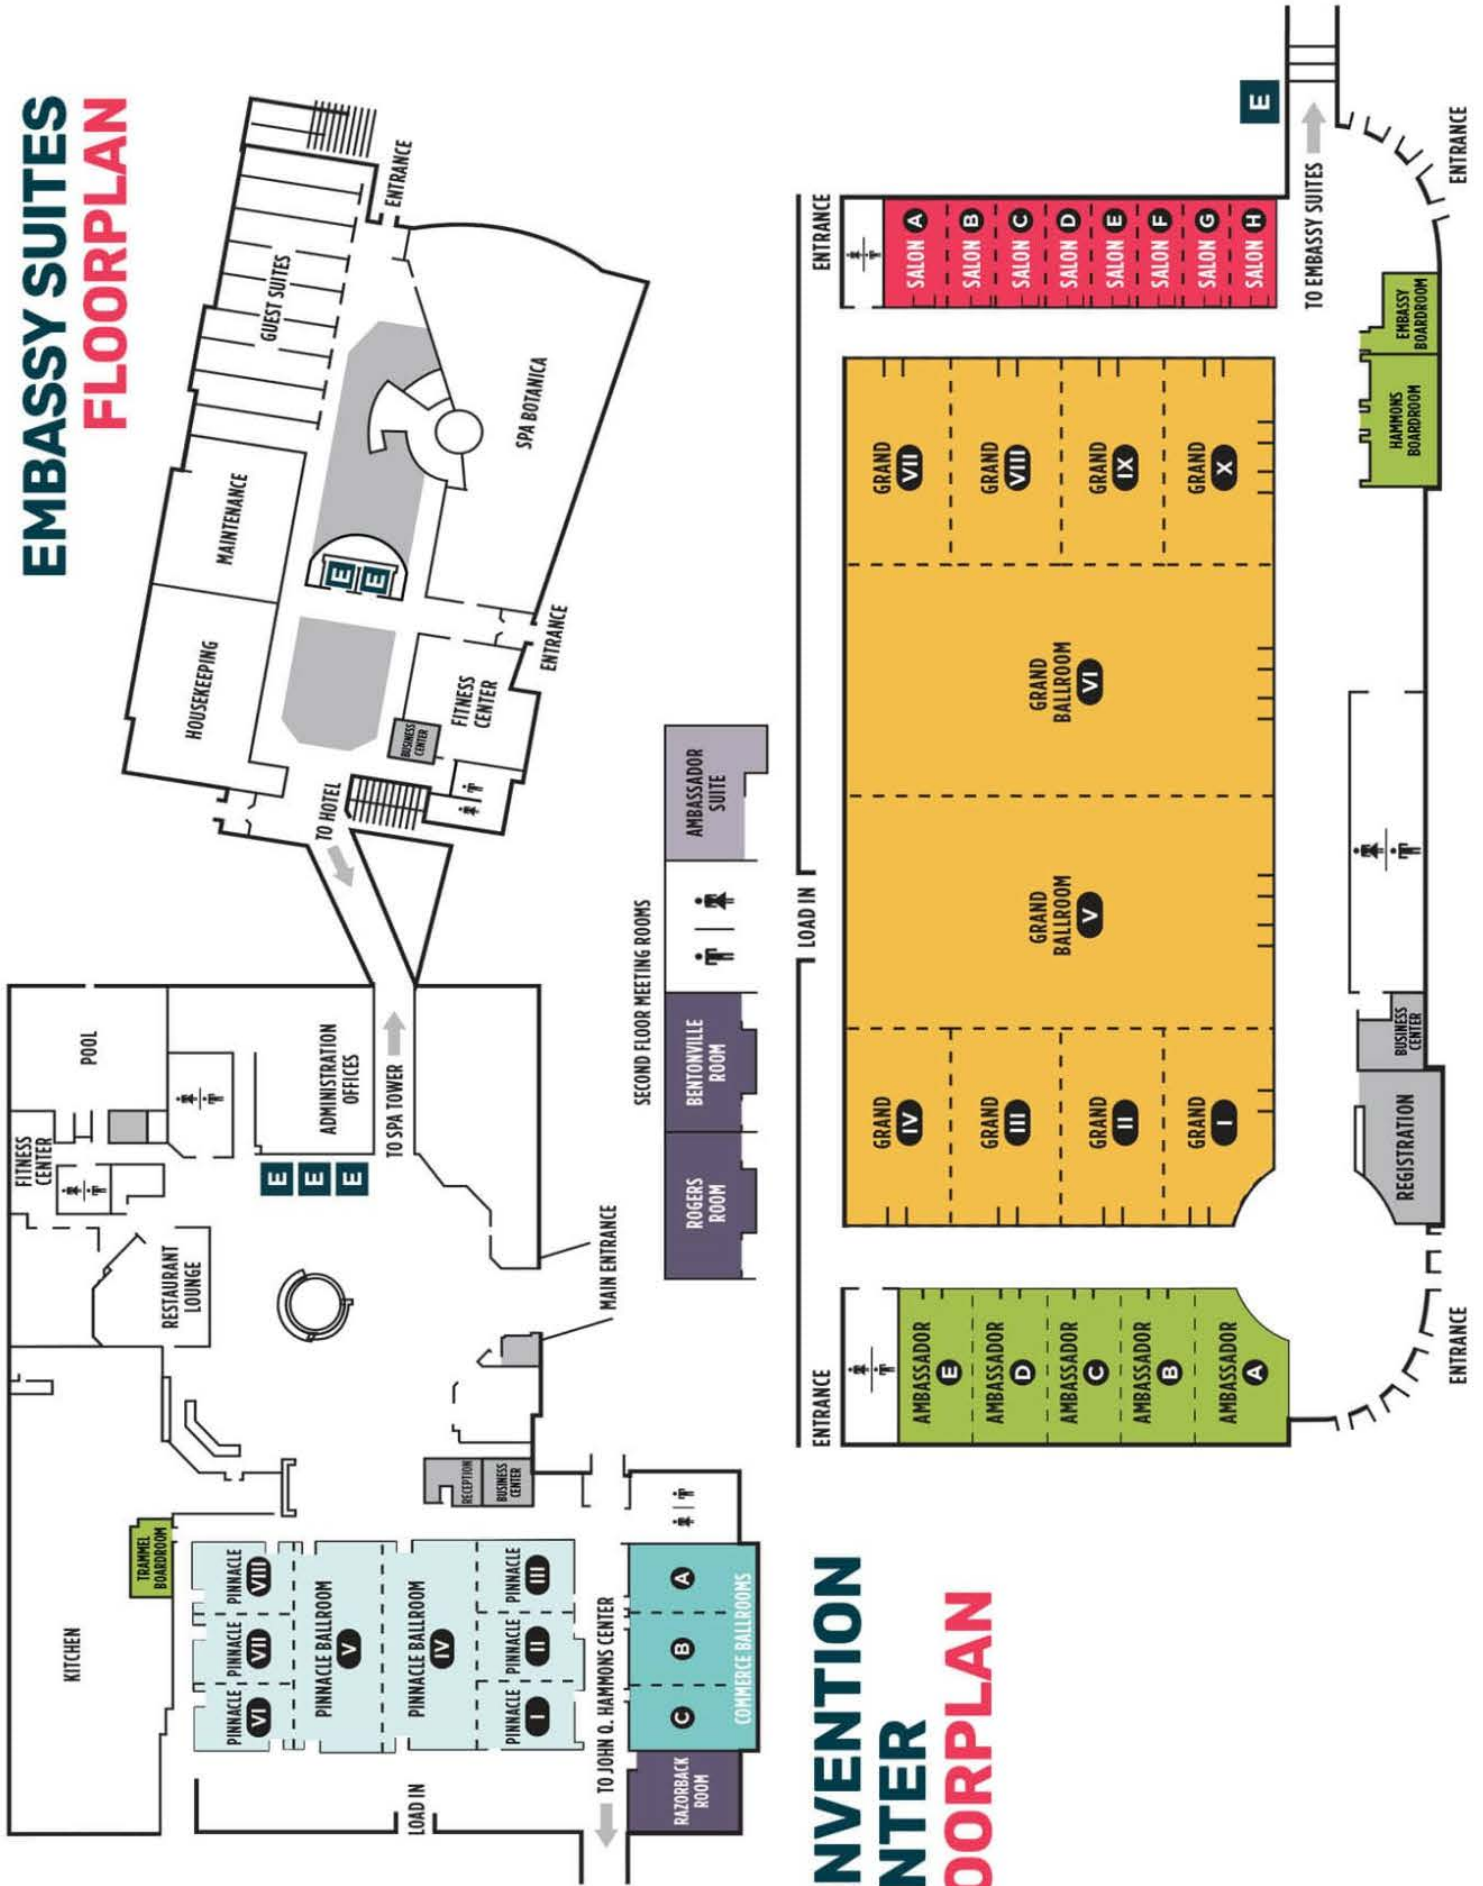 EMBASSY SUITES
FLOORPLAN
ENTRANCE
GUEST SUITES
SPA BOTANICA
MAINTENANCE
E
E
HOUSEKEEPING
ENTRANCE
FITNESS
CENTER
BUSINESS
CENTER
TO HOTEL
POOL
ADMINISTRATION
OFFICES
TO SPA TOWER
FITNESS
CENTER
E
E
E
RESTAURANT
LOUNGE
MAIN ENTRANCE
RECEPTION
BUSINESS
CENTER
TRAMMEL
BOARDROOM
KITCHEN
PINNACLE
VIII
PINNACLE
VII
PINNACLE
VI
PINNACLE BALLROOM
V
PINNACLE BALLROOM
IV
PINNACLE
III
PINNACLE
II
PINNACLE
I
LOAD IN
TO JOHN Q. HAMMONS CENTER
A
B
C
COMMERCE BALLROOMS
RAZORBACK
ROOM
SECOND FLOOR MEETING ROOMS
AMBASSADOR
SUITE
BENTONVILLE
ROOM
ROGERS
ROOM
NVENTION
NTER
OORPLAN
E
TO EMBASSY SUITES
ENTRANCE
ENTRANCE
SALON A
SALON B
SALON C
SALON D
SALON E
SALON F
SALON G
SALON H
EMBASSY
BOARDROOM
HAMMONS
BOARDROOM
GRAND
VII
GRAND
VIII
GRAND
IX
GRAND
X
GRAND
BALLROOM
VI
GRAND
BALLROOM
V
LOAD IN
GRAND
IV
GRAND
III
GRAND
II
GRAND
I
BUSINESS
CENTER
REGISTRATION
ENTRANCE
AMBASSADOR
E
AMBASSADOR
D
AMBASSADOR
C
AMBASSADOR
B
AMBASSADOR
A
ENTRANCE